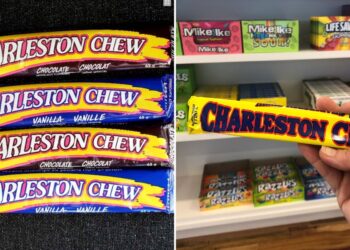 ARLESTON CHEW
CHOCOLATE CHOCOLAT
ARLESTON CHEW
VANILLA VANILLE
ARLESTON CHEW
CHOCOLATE CHOCOLAT
ARLESTON CHEW
VANILLA VANILLE
Mike and Ike
Mike and Ike
SOUR!
LIFESA
CHARLESTON C
RAZZLES
RAZZLES